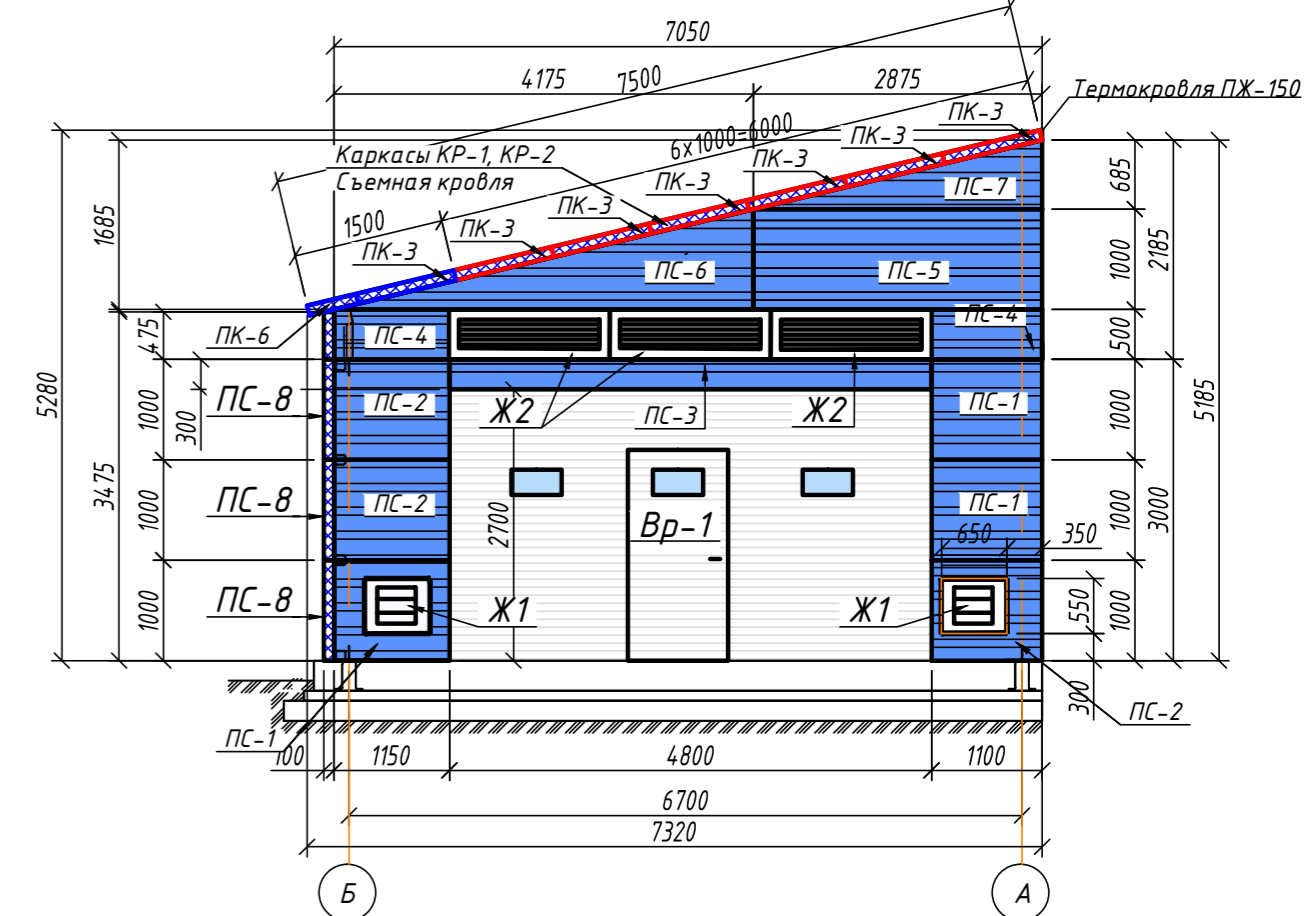 7050
4175
7500
2875
Термокровля ПЖ-150
ПК-3
6х1000=6000
ПК-3
Каркасы КР-1, КР-2
Съемная кровля
ПК-3
ПК-3
ПК-3
ПК-3
ПК-3
1500
ПС-7
ПС-6
ПС-5
685
1000
2185
500
1685
475
5280
ПК-6
ПС-4
ПС-4
ПС-8
ПС-2
Ж2
ПС-3
Ж2
ПС-1
1000
300
1000
5185
3475
ПС-8
ПС-2
2700
Вр-1
ПС-1
1000
1000
3000
650
350
ПС-8
Ж1
Ж1
1000
550
1000
300
ПС-1
ПС-2
100
1150
4800
1100
6700
7320
Б
А